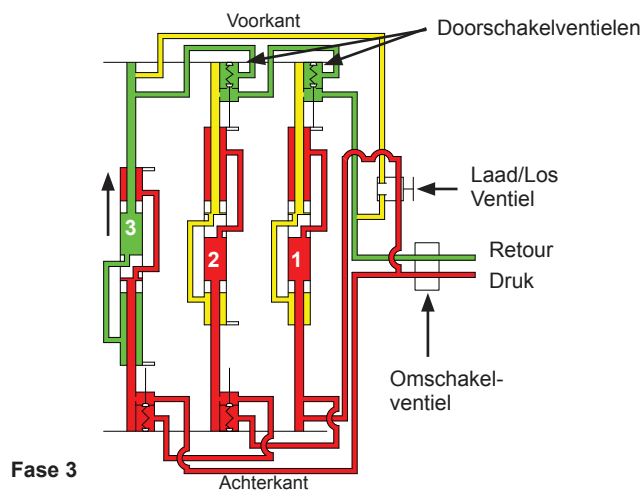 Voorkant
Doorschakelventielen
Laad/Los
Ventiel
3
2
1
Retour
Druk
Omschakel-
ventiel
Fase 3
Achterkant